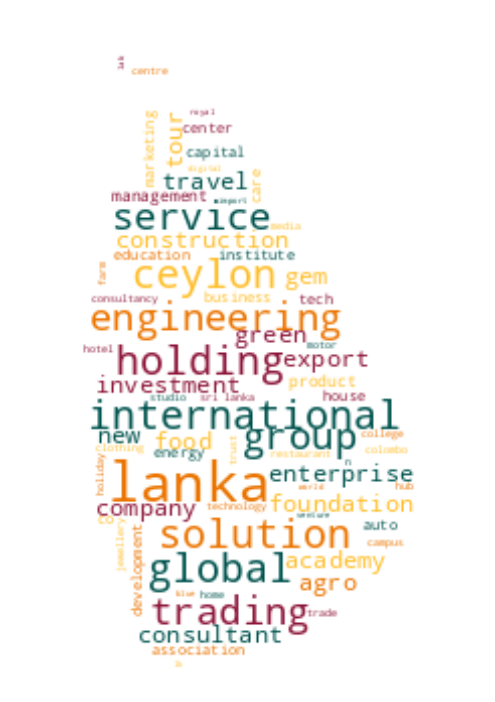 lak
centre
royal
center
marketing
tour
capital
digital
travel
care
management
import
service
media
construction
education
institute
farm
ceylon
gem
consultancy
business
tech
engineering
green
motor
hotel
holding
export
investment
product
studio
sri lanka
house
international
new
food
group
college
clothing
energy
trust
restaurant
colombo
holiday
lanka
enterprise
world
hub
company
technology
foundation
co
venture
jewellery
development
solution
auto
campus
global
academy
agro
blue
home
trading
trade
consultant
association